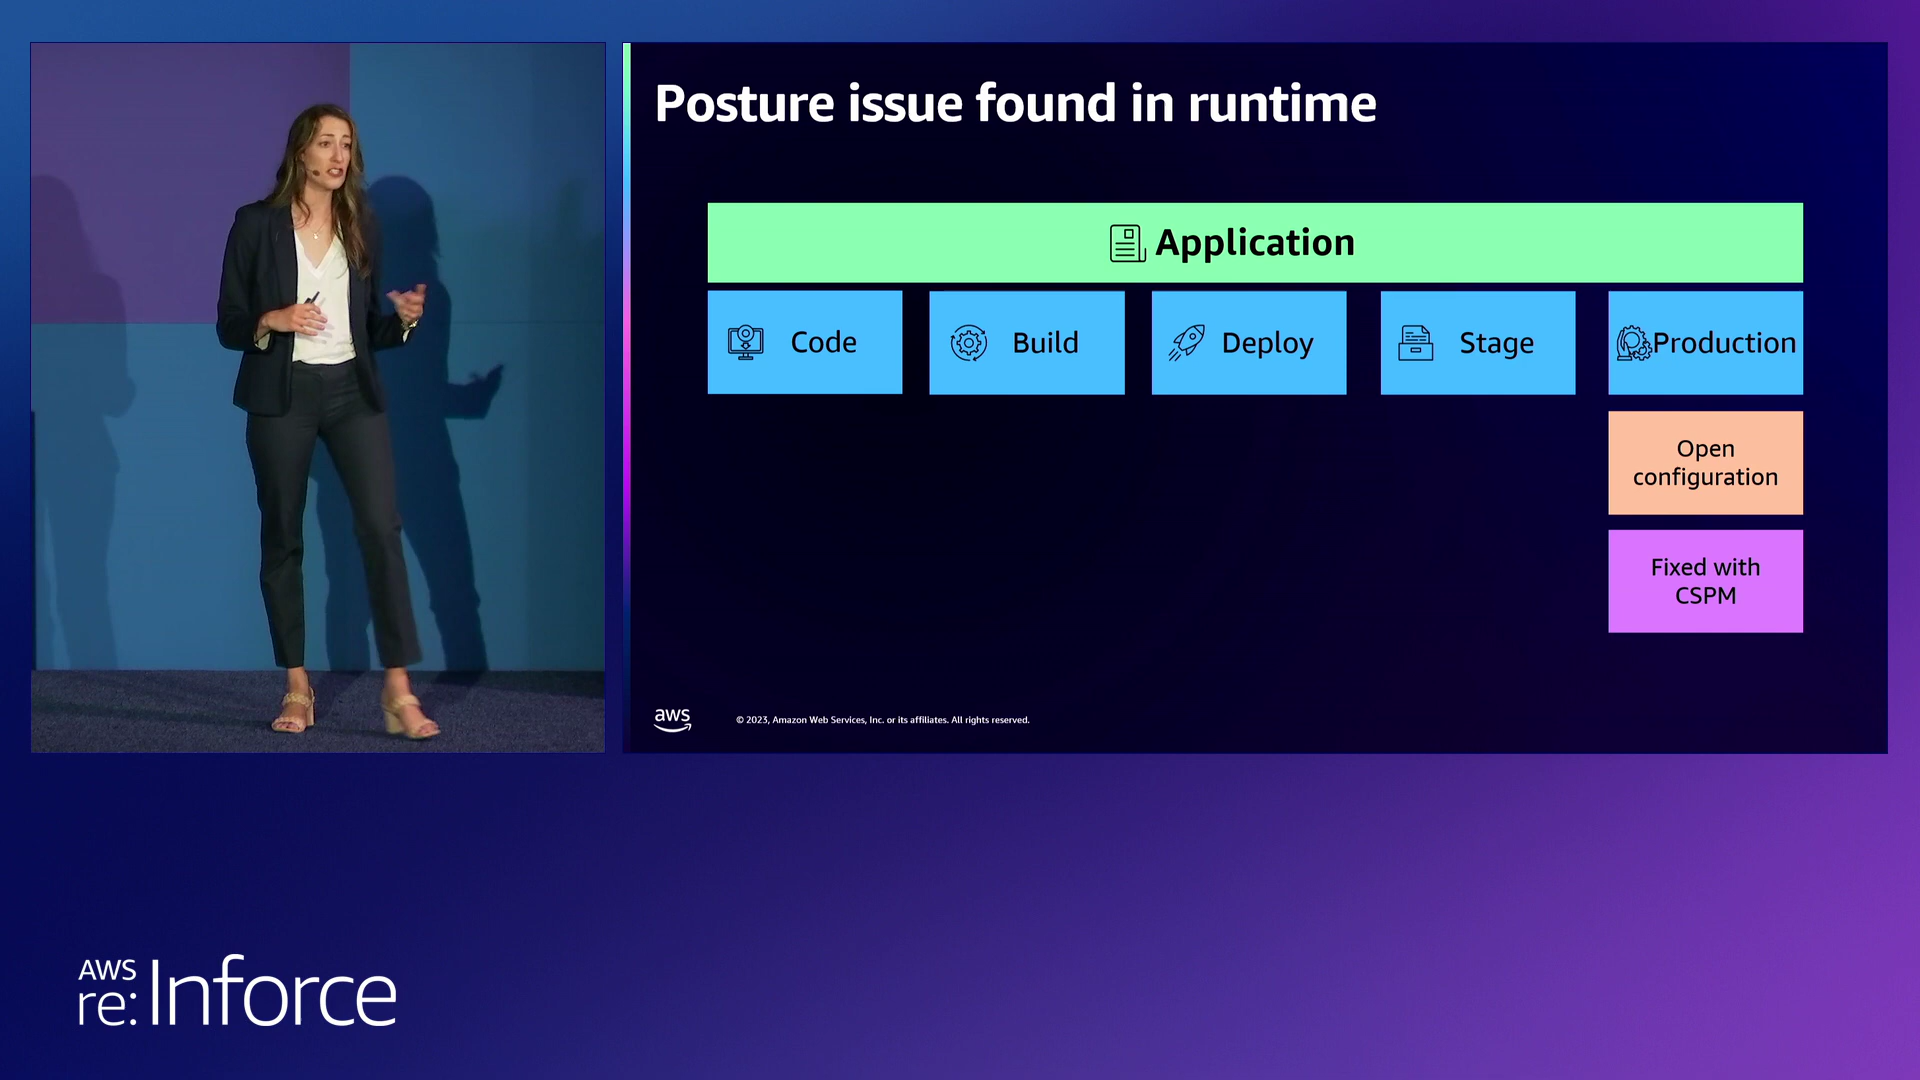 Posture issue found in runtime
Application
Code
Build
Deploy
Stage
Production
Open
configuration
Fixed with
CSPM
aws
© 2023, Amazon Web Services, Inc. or its affiliates. All rights reserved.
AWS
re:Inforce